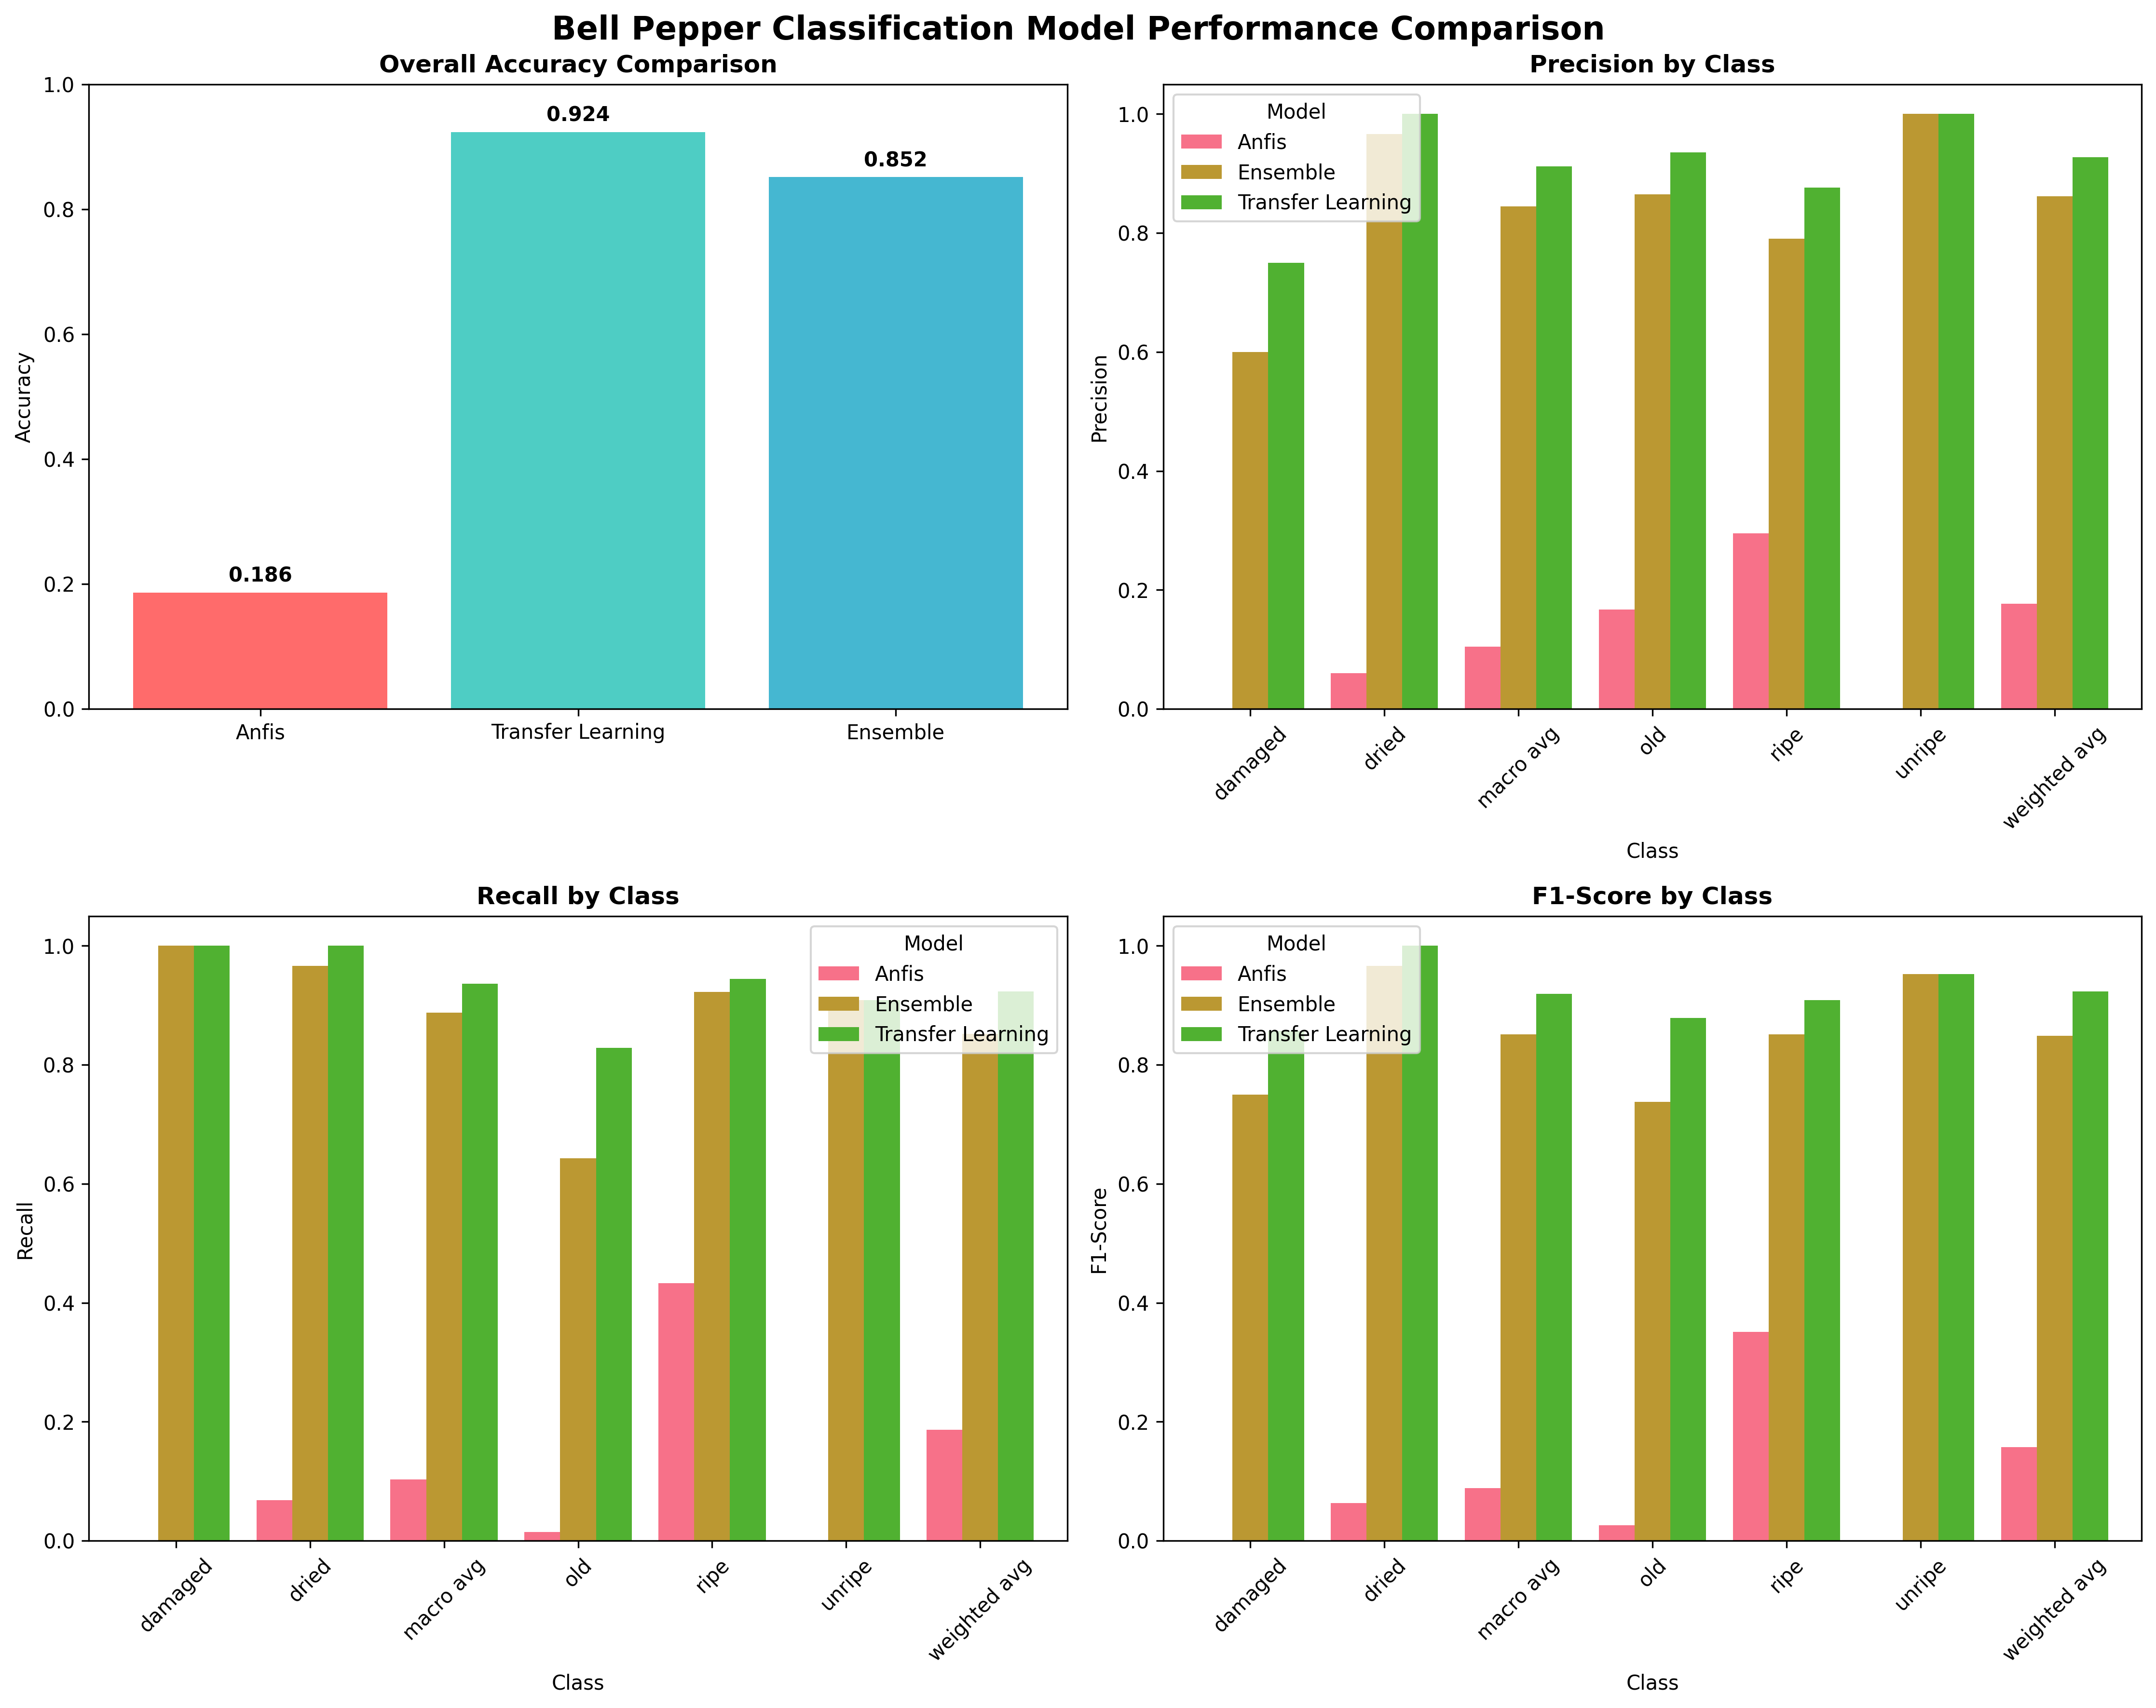 Bell Pepper Classification Model Performance Comparison
Overall Accuracy Comparison
1.0
0.8
0.6
0.4
0.2
0.0
Accuracy
0.186
0.924
0.852
Anfis
Transfer Learning
Ensemble
Precision by Class
1.0
0.8
0.6
0.4
0.2
0.0
Precision
Model
Anfis
Ensemble
Transfer Learning
damaged
dried
macro avg
old
ripe
unripe
weighted avg
Class
Recall by Class
1.0
0.8
0.6
0.4
0.2
0.0
Recall
Model
Anfis
Ensemble
Transfer Learning
damaged
dried
macro avg
old
ripe
unripe
weighted avg
Class
F1-Score by Class
1.0
0.8
0.6
0.4
0.2
0.0
F1-Score
Model
Anfis
Ensemble
Transfer Learning
damaged
dried
macro avg
old
ripe
unripe
weighted avg
Class